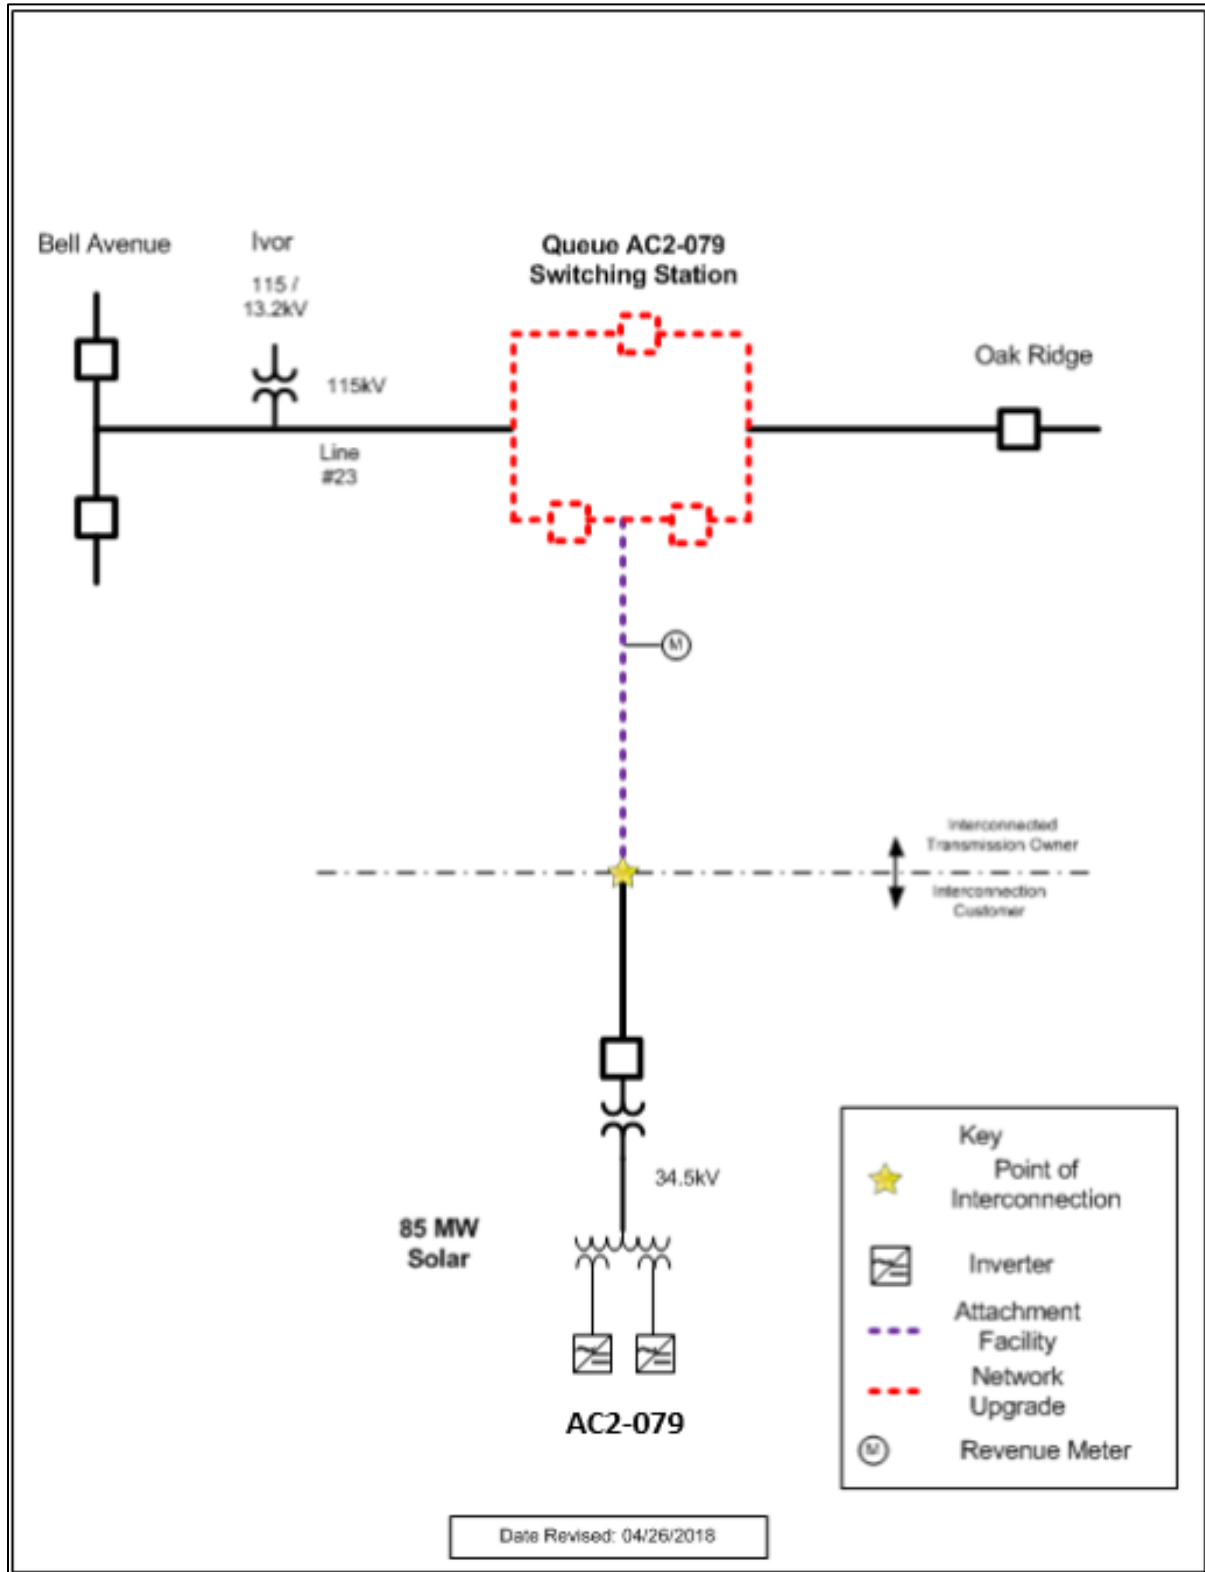 Bell Avenue
Ivor
115 /
13.2kV
115kV
Line
#23
Queue AC2-079
Switching Station
Oak Ridge
M
Interconnected
Transmission Owner
Interconnection
Customer
34.5kV
85 MW
Solar
AC2-079
Key
Point of
Interconnection
Inverter
Attachment
Facility
Network
Upgrade
M
Revenue Meter
Date Revised: 04/26/2018